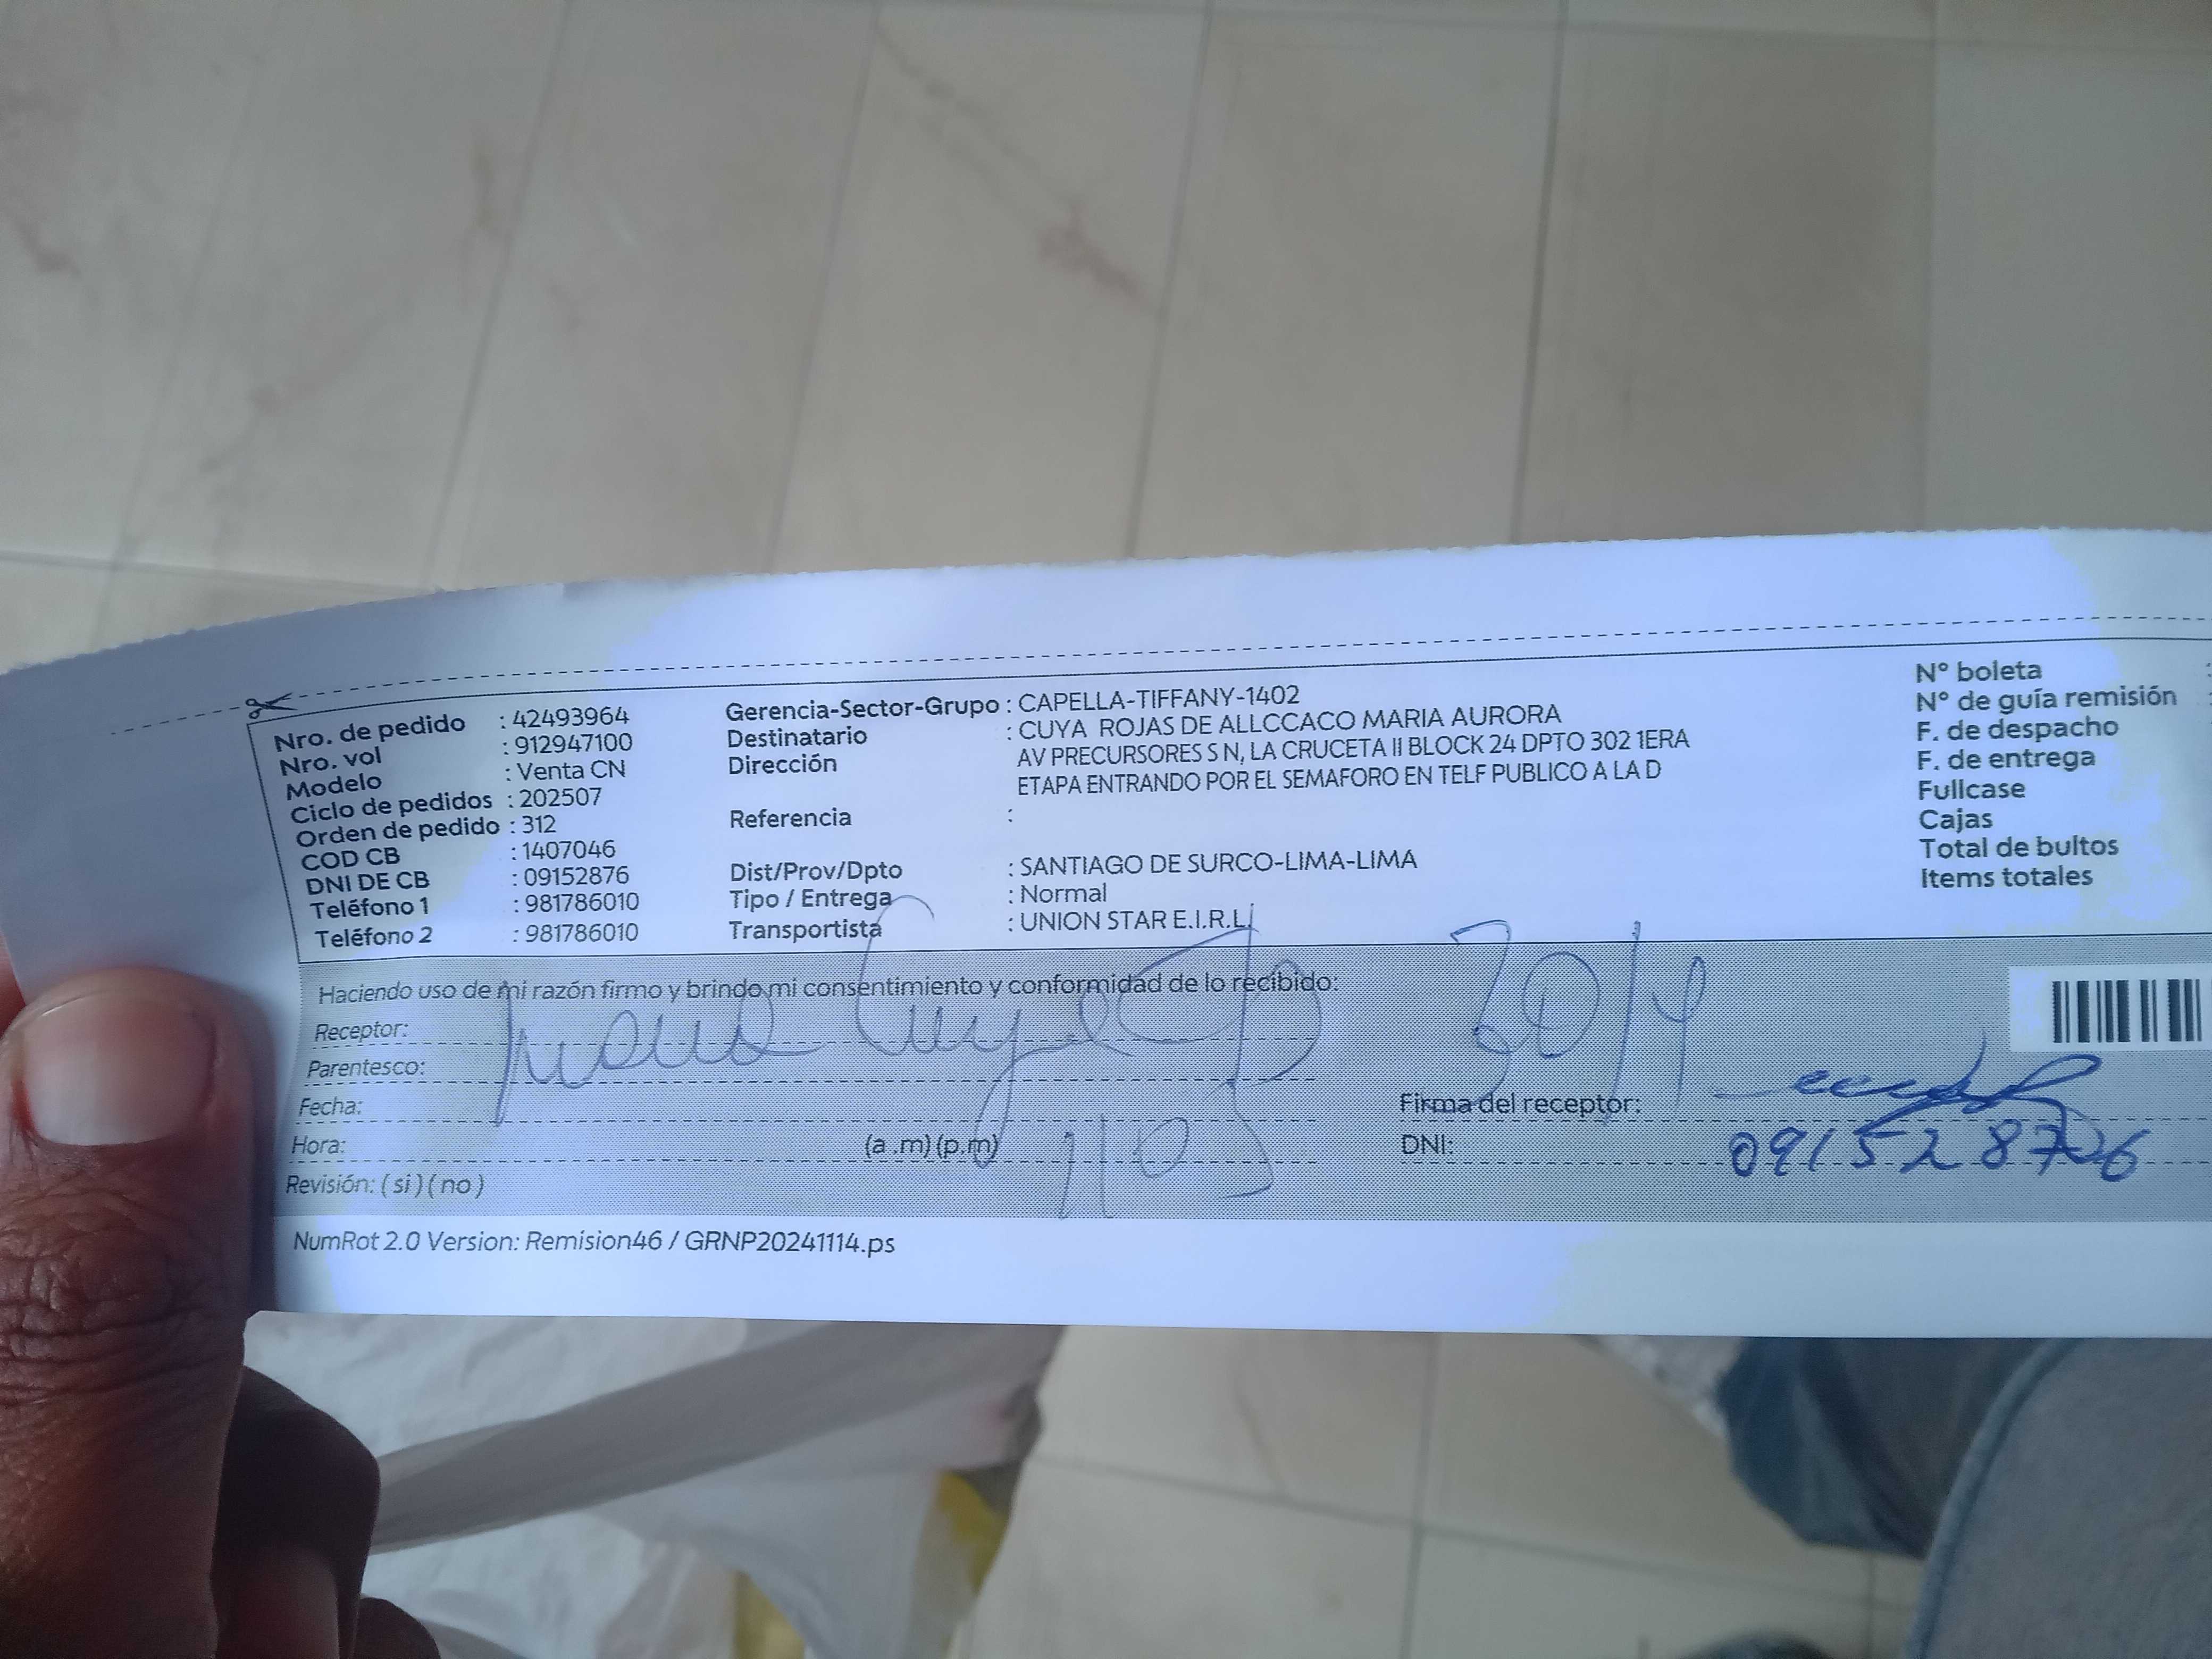 Nro. de pedido : 42493964
Nro. vol : 912947100
Modelo : Venta CN
Ciclo de pedidos : 202507
Orden de pedido : 312
COD CB : 1407046
DNI DE CB : 09152876
Teléfono 1 : 981786010
Teléfono 2 : 981786010
Gerencia-Sector-Grupo : CAPELLA-TIFFANY-1402
Destinatario : CUYA ROJAS DE ALLCCACO MARIA AURORA
Dirección AV PRECURSORES S N, LA CRUCETA II BLOCK 24 DPTO 302 1ERA
ETAPA ENTRANDO POR EL SEMAFORO EN TELF PUBLICO A LA D
Referencia :
Dist/Prov/Dpto : SANTIAGO DE SURCO-LIMA-LIMA
Tipo / Entrega : Normal
Transportista : UNION STAR E.I.R.L.
N° boleta :
N° de guía remisión :
F. de despacho
F. de entrega
Fullcase
Cajas
Total de bultos
Items totales
Haciendo uso de mi razón firmo y brindo mi consentimiento y conformidad de lo recibido:
Receptor: Cuya 30/4
Parentesco:
Fecha:
Hora: (a .m) (p.m) 1103
Revisión: ( si ) ( no )
Firma del receptor:
DNI:
NumRot 2.0 Version: Remision46 / GRNP20241114.ps